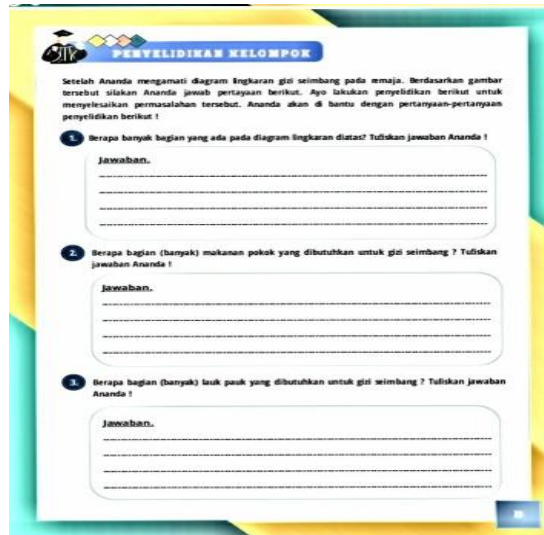 PENYELIDIKAN KELOMPOK
Setelah Ananda mengamati diagram lingkaran gizi seimbang pada remaja. Berdasarkan gambar
tersebut silakan Ananda jawab pertayaan berikut. Ayo lakukan penyelidikan berikut untuk
menyelesaikan permasalahan tersebut. Ananda akan di bantu dengan pertanyaan-pertanyaan
penyelidikan berikut !
1. Berapa banyak bagian yang ada pada diagram lingkaran diatas? Tuliskan jawaban Ananda !
Jawaban.
2. Berapa bagian (banyak) makanan pokok yang dibutuhkan untuk gizi seimbang ? Tuliskan
jawaban Ananda !
Jawaban.
3. Berapa bagian (banyak) lauk pauk yang dibutuhkan untuk gizi seimbang ? Tuliskan jawaban
Ananda !
Jawaban.